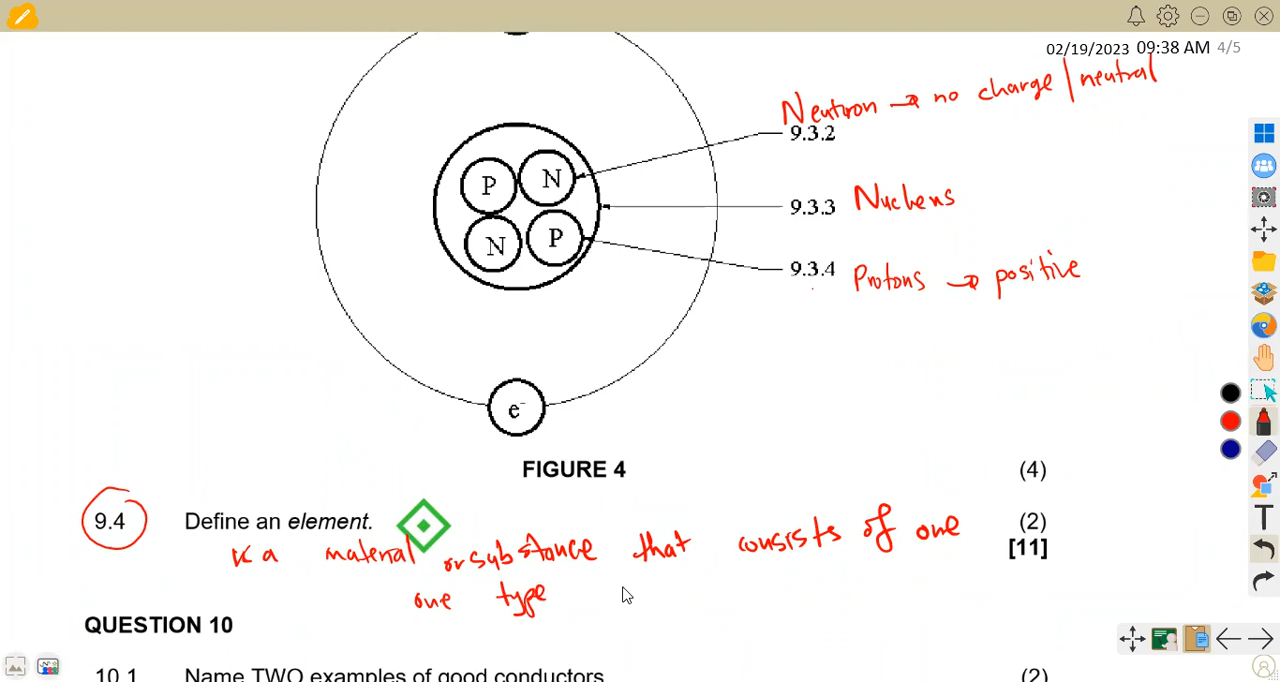 02/19/2023 09:38 AM 4/5
Neutron → no charge/neutral
9.3.2
P N
9.3.3 Nucleus
N P
9.3.4 Protons → positive
e⁻
FIGURE 4 (4)
9.4 Define an element. (2)
is a material or substance that consists of one [11]
one type
QUESTION 10
10.1 Name TWO examples of good conductors (2)
T